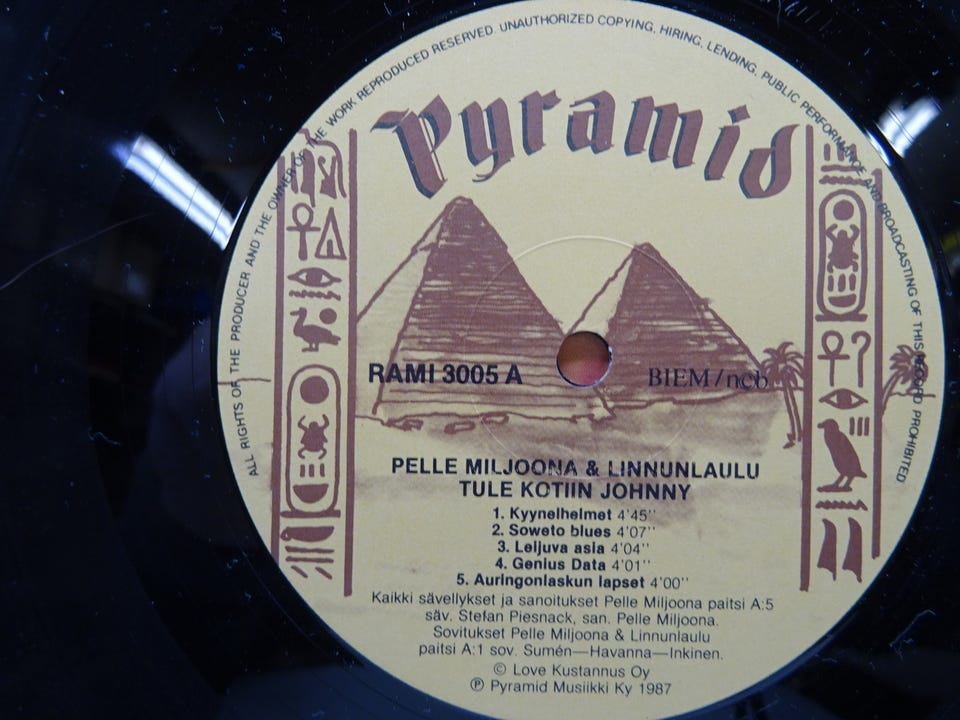 ALL RIGHTS OF THE PRODUCER AND THE OWNER OF THE WORK REPRODUCED RESERVED. UNAUTHORIZED COPYING, HIRING, LENDING, PUBLIC PERFORMANCE AND BROADCASTING OF THIS RECORD PROHIBITED
Pyramid
RAMI 3005 A
BIEM/ncb
PELLE MILJOONA & LINNUNLAULU
TULE KOTIIN JOHNNY
1. Kyynelhelmet 4'45''
2. Soweto blues 4'07''
3. Leijuva asia 4'04''
4. Genius Data 4'01''
5. Auringonlaskun lapset 4'00''
Kaikki sävellykset ja sanoitukset Pelle Miljoona paitsi A:5
säv. Stefan Piesnack, san. Pelle Miljoona.
Sovitukset Pelle Miljoona & Linnunlaulu
paitsi A:1 sov. Sumén—Havanna—Inkinen.
© Love Kustannus Oy
℗ Pyramid Musiikki Ky 1987